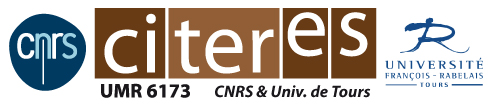 cnrs
citeres
UMR 6173 CNRS & Univ. de Tours
UNIVERSITÉ
FRANÇOIS - RABELAIS
TOURS